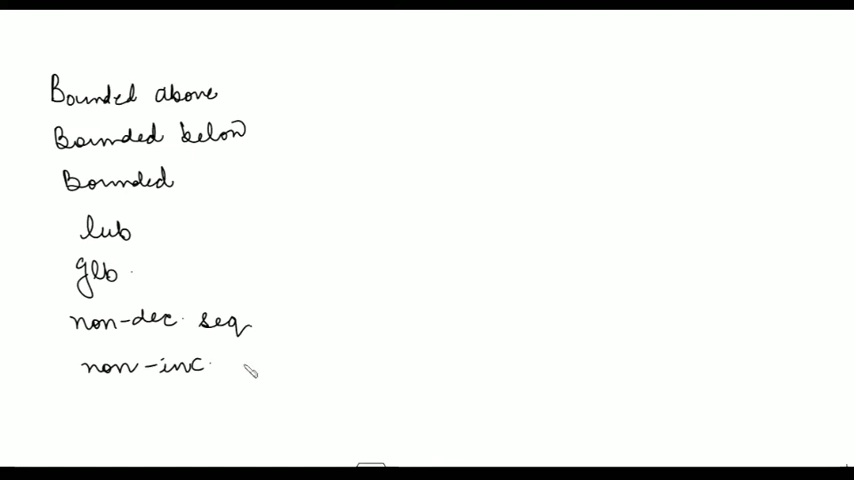 Bounded above
Bounded below
Bounded
lub
glb
non-dec. seq
non-inc.